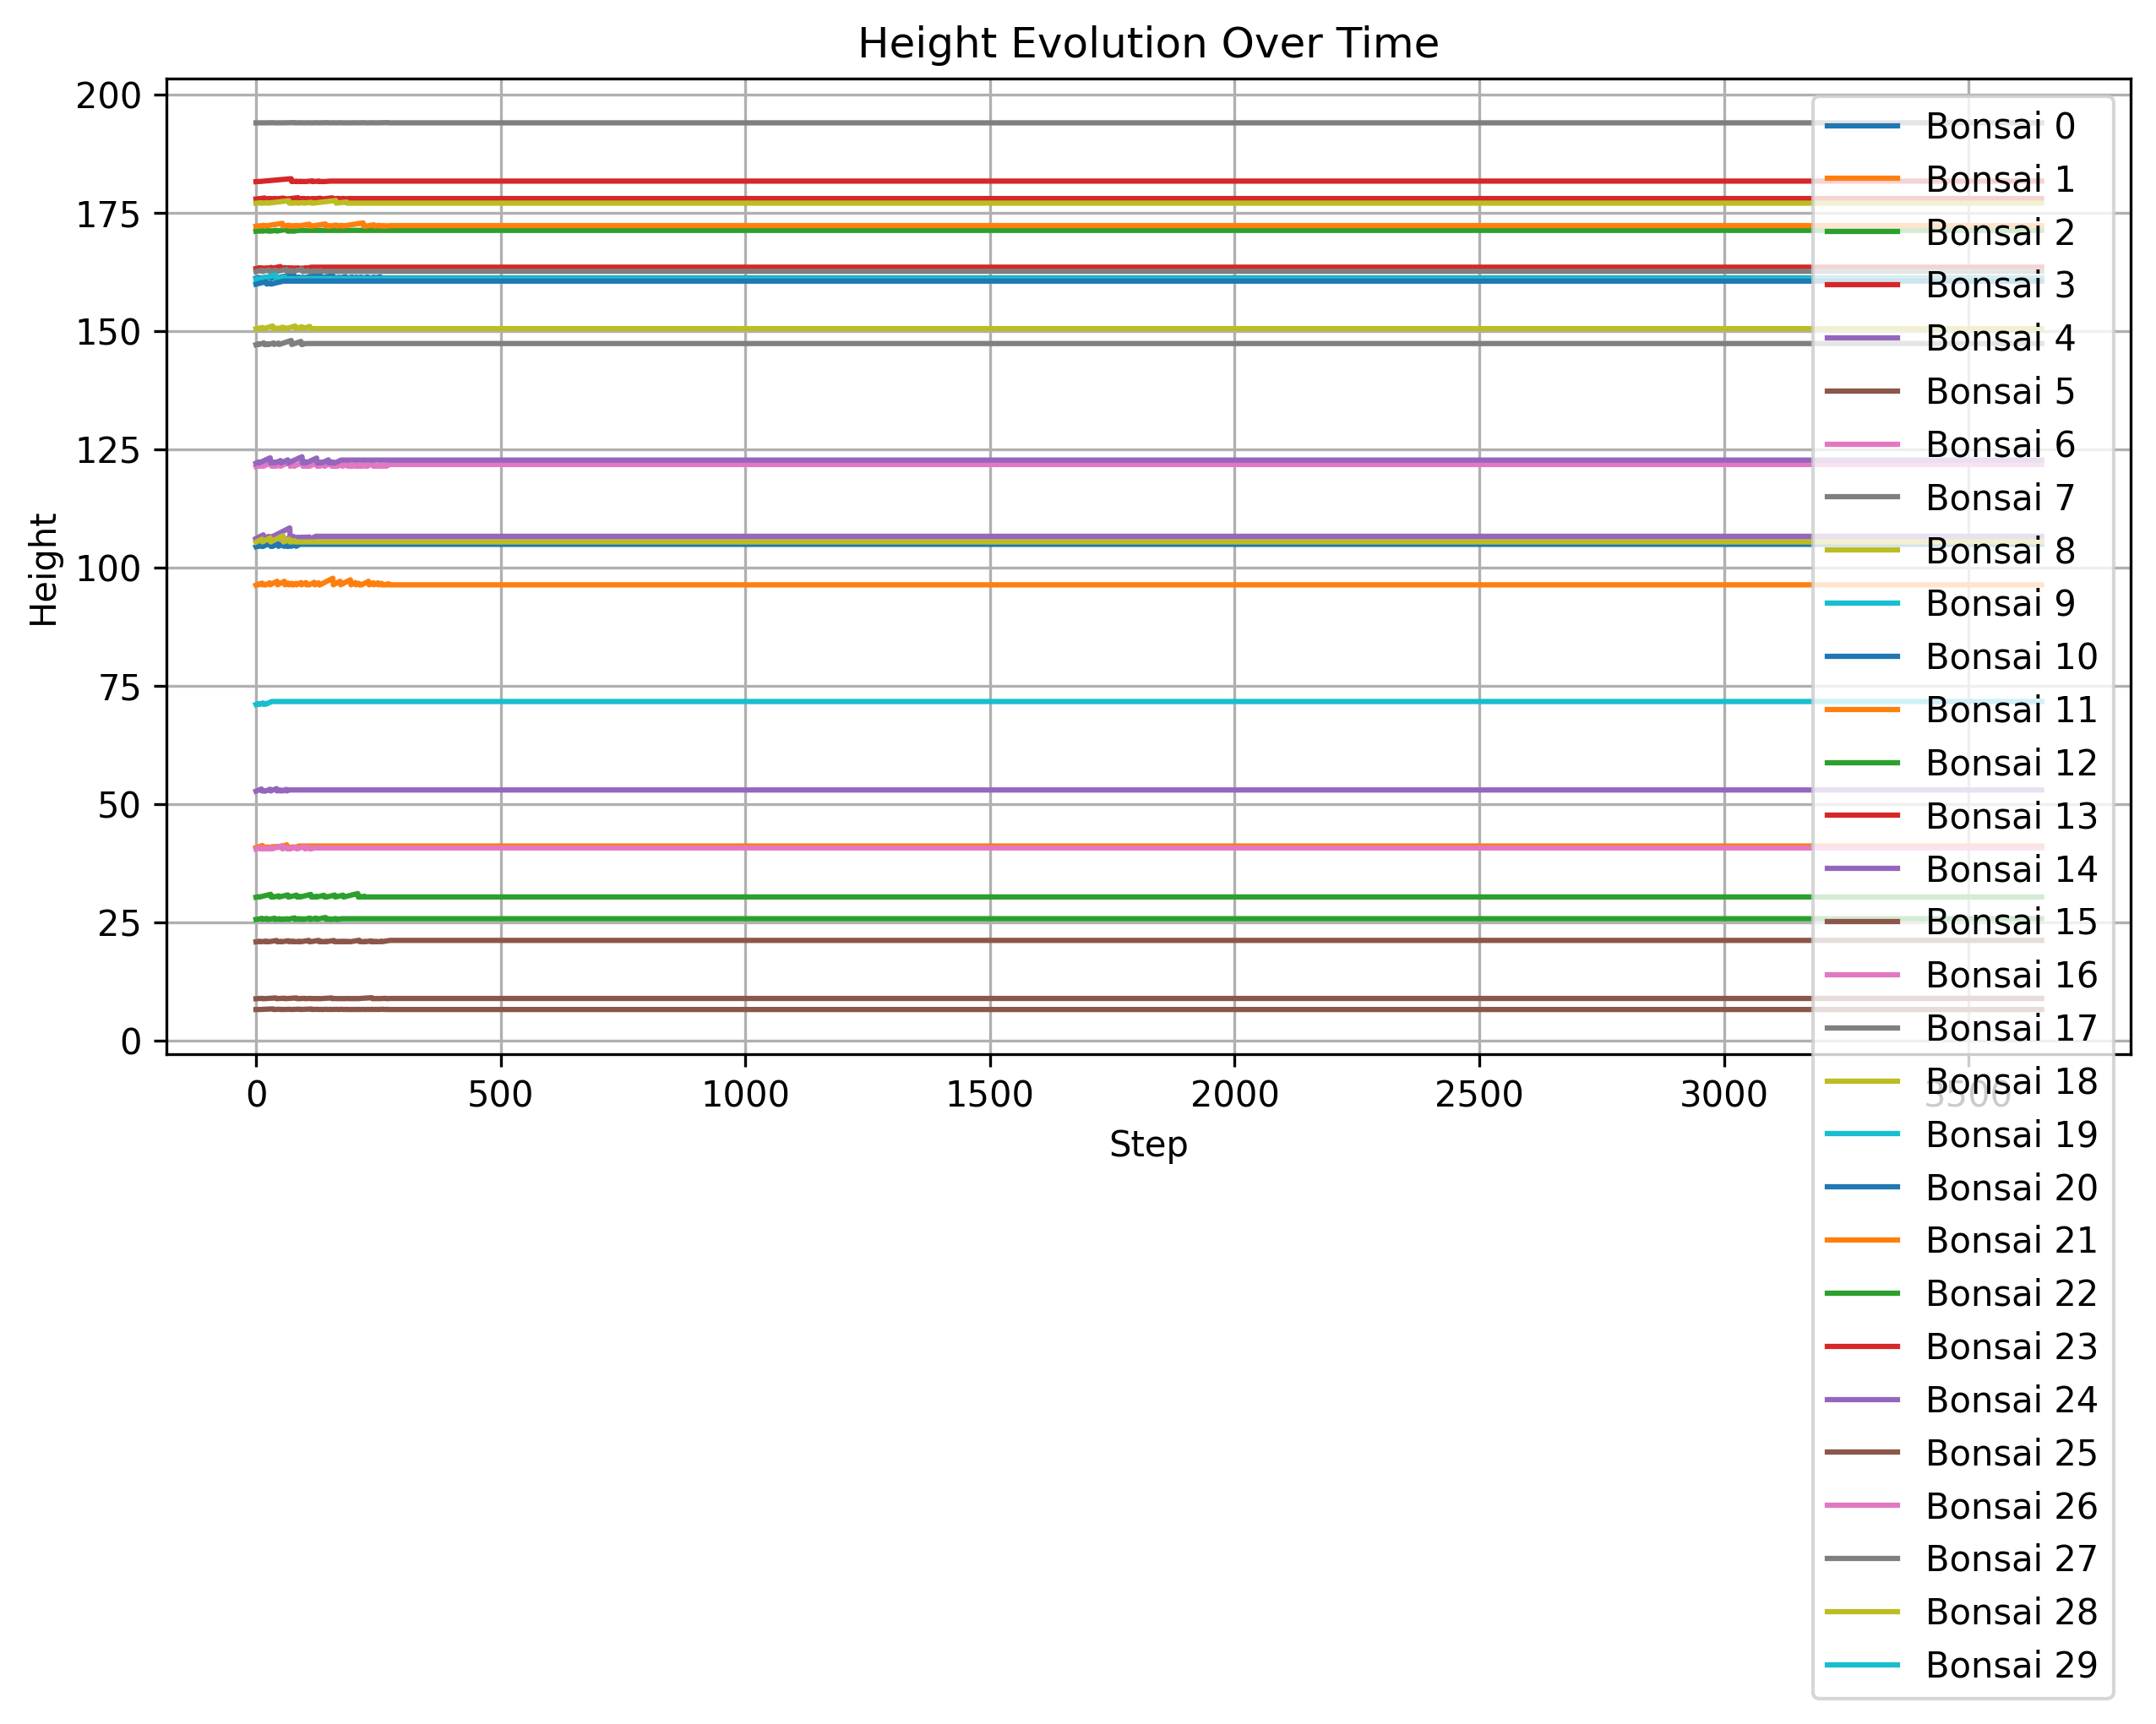 Height Evolution Over Time
Height
200
175
150
125
100
75
50
25
0
0 500 1000 1500 2000 2500 3000 3500
Step
Bonsai 0
Bonsai 1
Bonsai 2
Bonsai 3
Bonsai 4
Bonsai 5
Bonsai 6
Bonsai 7
Bonsai 8
Bonsai 9
Bonsai 10
Bonsai 11
Bonsai 12
Bonsai 13
Bonsai 14
Bonsai 15
Bonsai 16
Bonsai 17
Bonsai 18
Bonsai 19
Bonsai 20
Bonsai 21
Bonsai 22
Bonsai 23
Bonsai 24
Bonsai 25
Bonsai 26
Bonsai 27
Bonsai 28
Bonsai 29